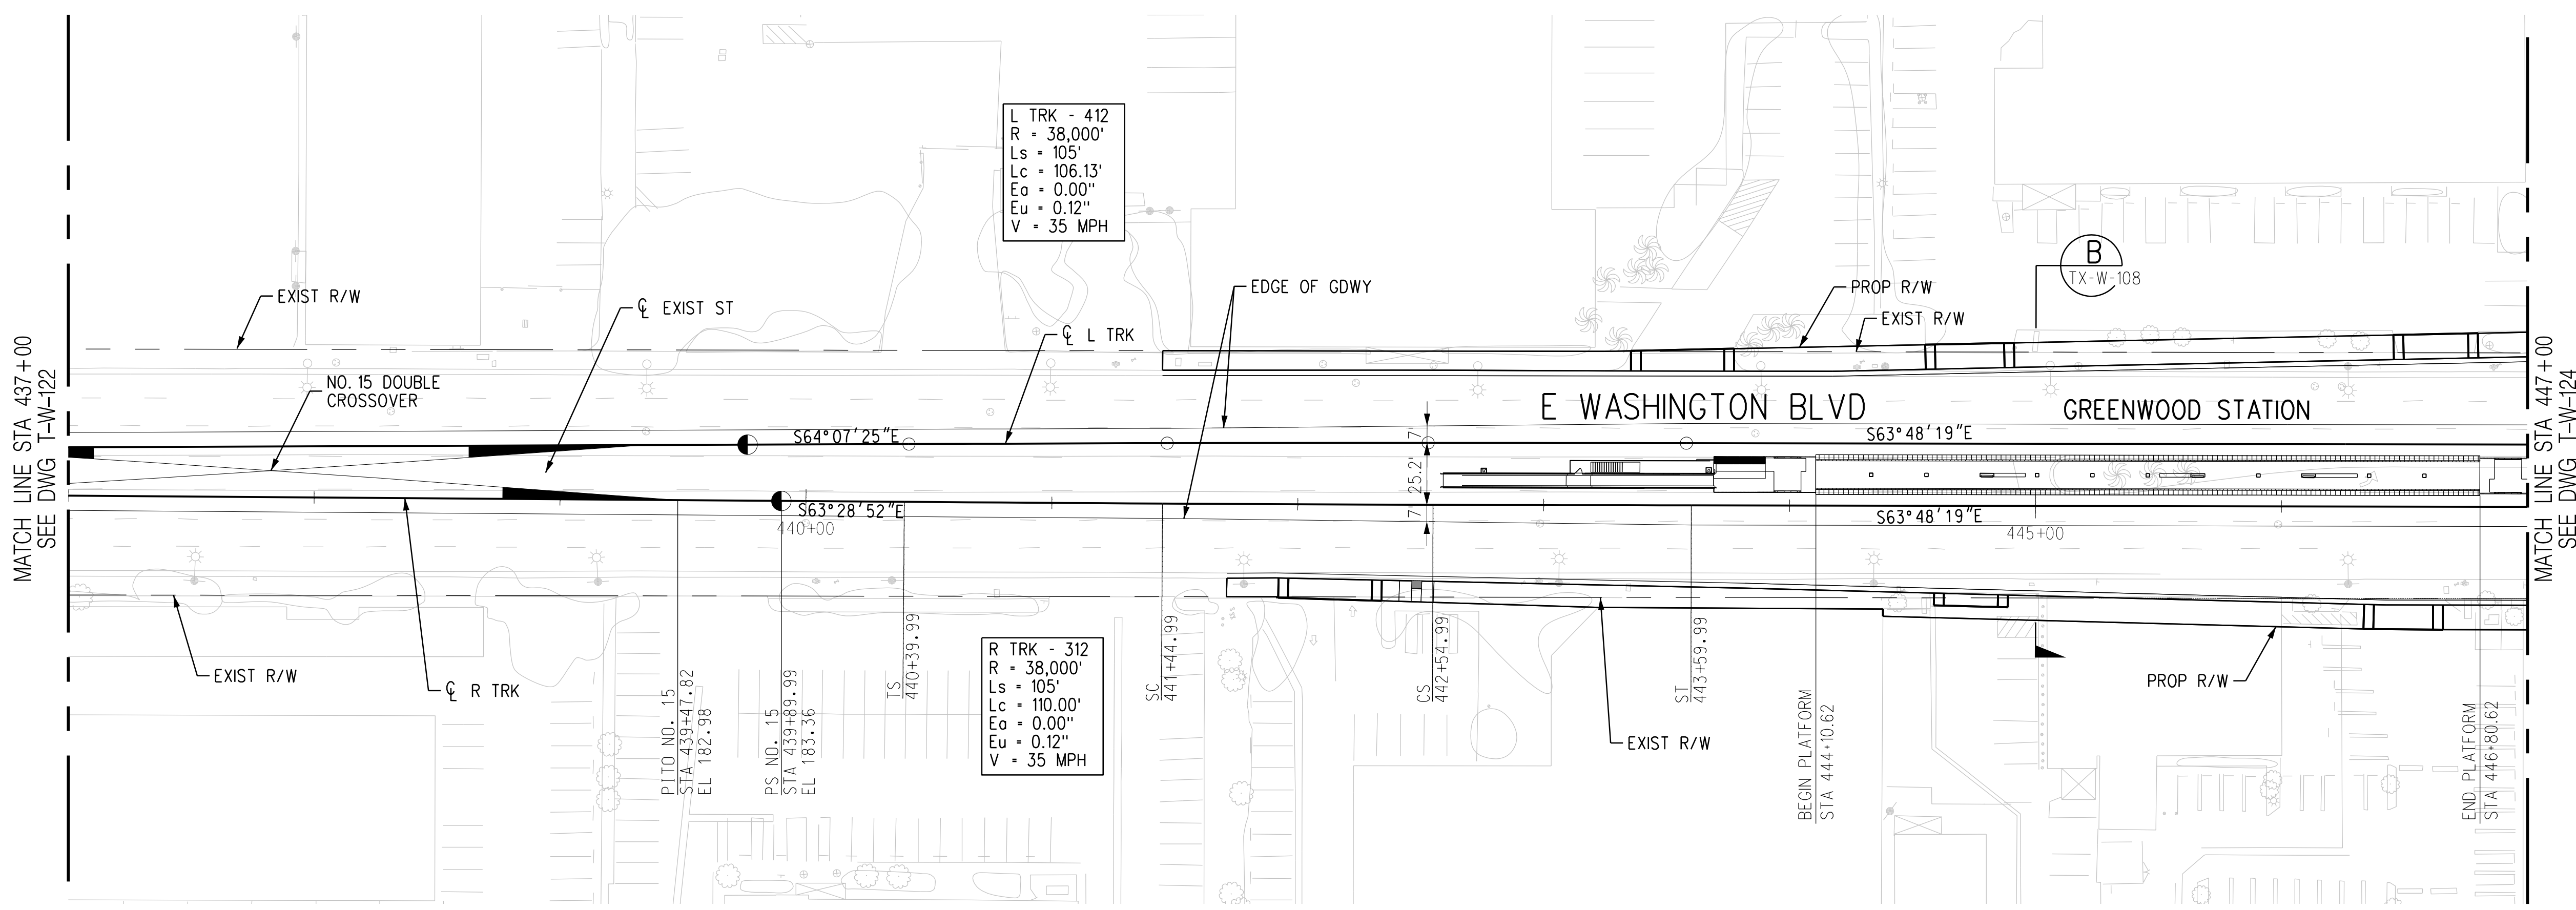 MATCH LINE STA 437+00
SEE DWG T-W-122
EXIST R/W
℄ EXIST ST
NO. 15 DOUBLE
CROSSOVER
L TRK - 412
R = 38,000'
Ls = 105'
Lc = 106.13'
Ea = 0.00"
Eu = 0.12"
V = 35 MPH
EDGE OF GDWY
℄ L TRK
PROP R/W
EXIST R/W
B
TX-W-108
E WASHINGTON BLVD
GREENWOOD STATION
S64°07'25"E
S63°48'19"E
7'
25.2'
7'
S63°28'52"E
440+00
S63°48'19"E
445+00
EXIST R/W
℄ R TRK
PITO NO. 15
STA 439+47.82
EL 182.98
PS NO. 15
STA 439+89.99
EL 183.36
TS
440+39.99
R TRK - 312
R = 38,000'
Ls = 105'
Lc = 110.00'
Ea = 0.00"
Eu = 0.12"
V = 35 MPH
SC
441+44.99
CS
442+54.99
EXIST R/W
ST
443+59.99
BEGIN PLATFORM
STA 444+10.62
PROP R/W
END PLATFORM
STA 446+80.62
MATCH LINE STA 447+00
SEE DWG T-W-124